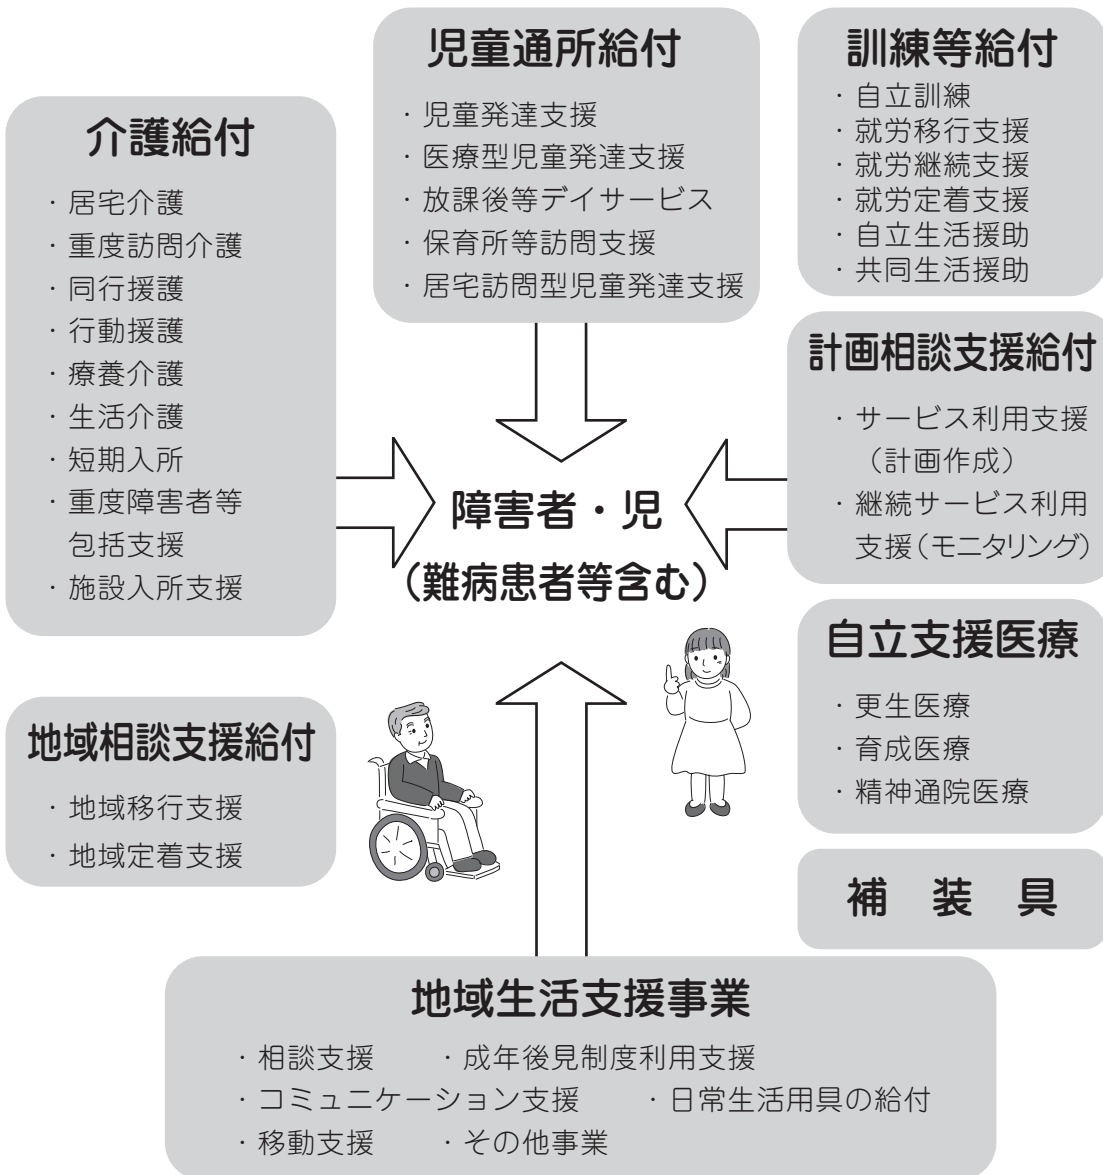 児童通所給付
・児童発達支援
・医療型児童発達支援
・放課後等デイサービス
・保育所等訪問支援
・居宅訪問型児童発達支援
訓練等給付
・自立訓練
・就労移行支援
・就労継続支援
・就労定着支援
・自立生活援助
・共同生活援助
介護給付
・居宅介護
・重度訪問介護
・同行援護
・行動援護
・療養介護
・生活介護
・短期入所
・重度障害者等
包括支援
・施設入所支援
計画相談支援給付
・サービス利用支援
（計画作成）
・継続サービス利用
支援（モニタリング）
障害者・児
（難病患者等含む）
自立支援医療
・更生医療
・育成医療
・精神通院医療
地域相談支援給付
・地域移行支援
・地域定着支援
補　装　具
地域生活支援事業
・相談支援　　・成年後見制度利用支援
・コミュニケーション支援　　・日常生活用具の給付
・移動支援　　・その他事業